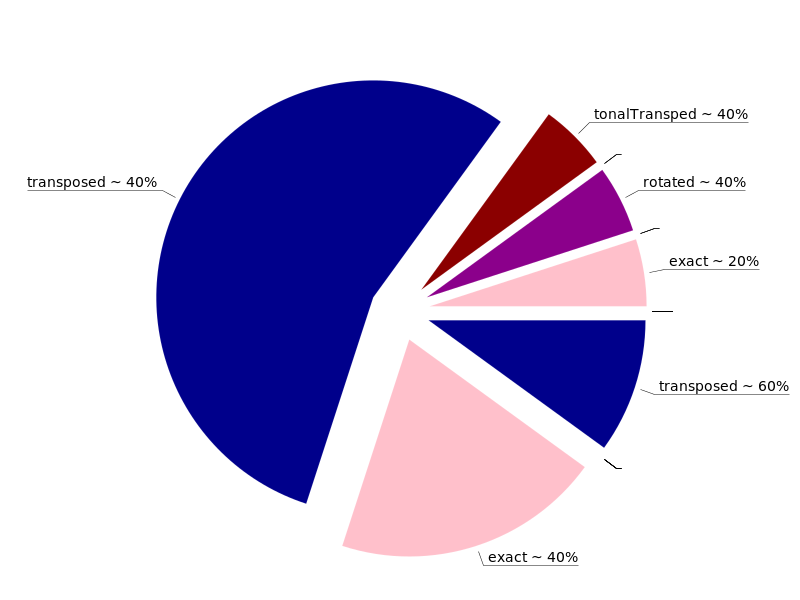 tonalTransped ~ 40%
transposed ~ 40%
rotated ~ 40%
exact ~ 20%
transposed ~ 60%
exact ~ 40%